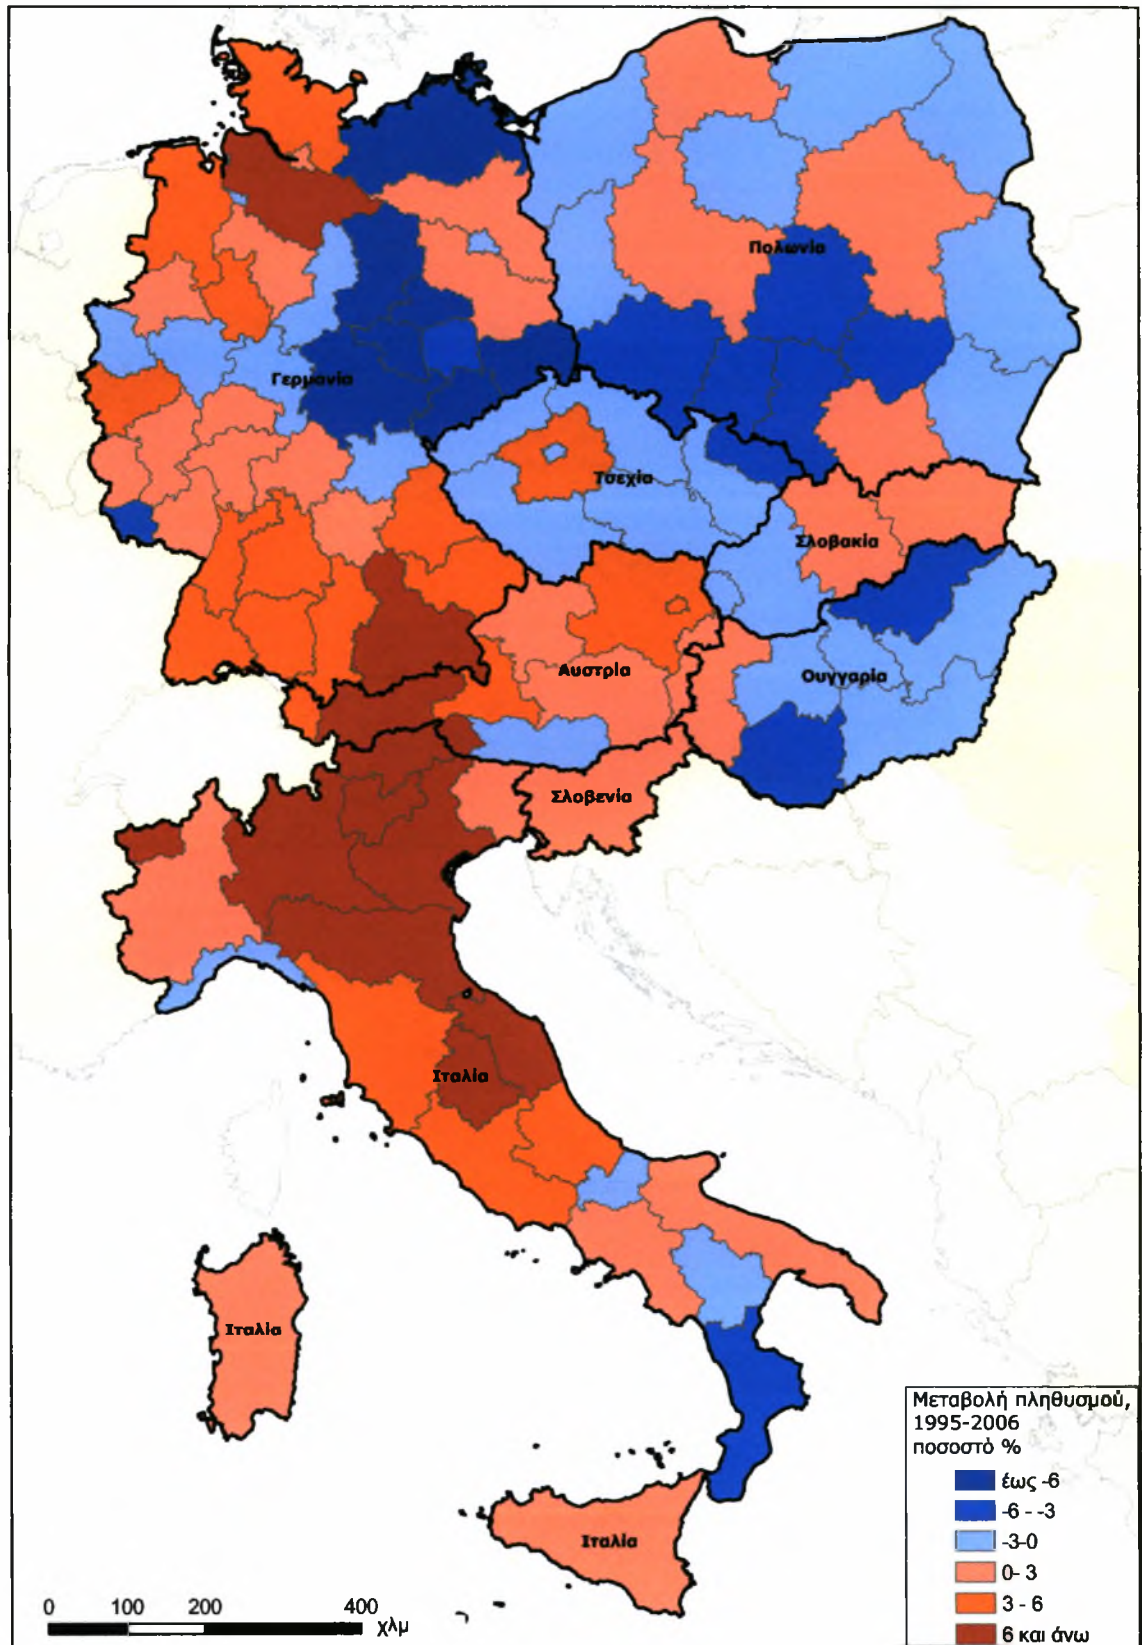 Πολωνία
Γερμανία
Τσεχία
Σλοβακία
Αυστρία
Ουγγαρία
Σλοβενία
Ιταλία
Ιταλία
Ιταλία
Μεταβολή πληθυσμού,
1995-2006
ποσοστό %
έως -6
-6 - -3
-3-0
0- 3
3 - 6
6 και άνω
0 100 200 400 χλμ